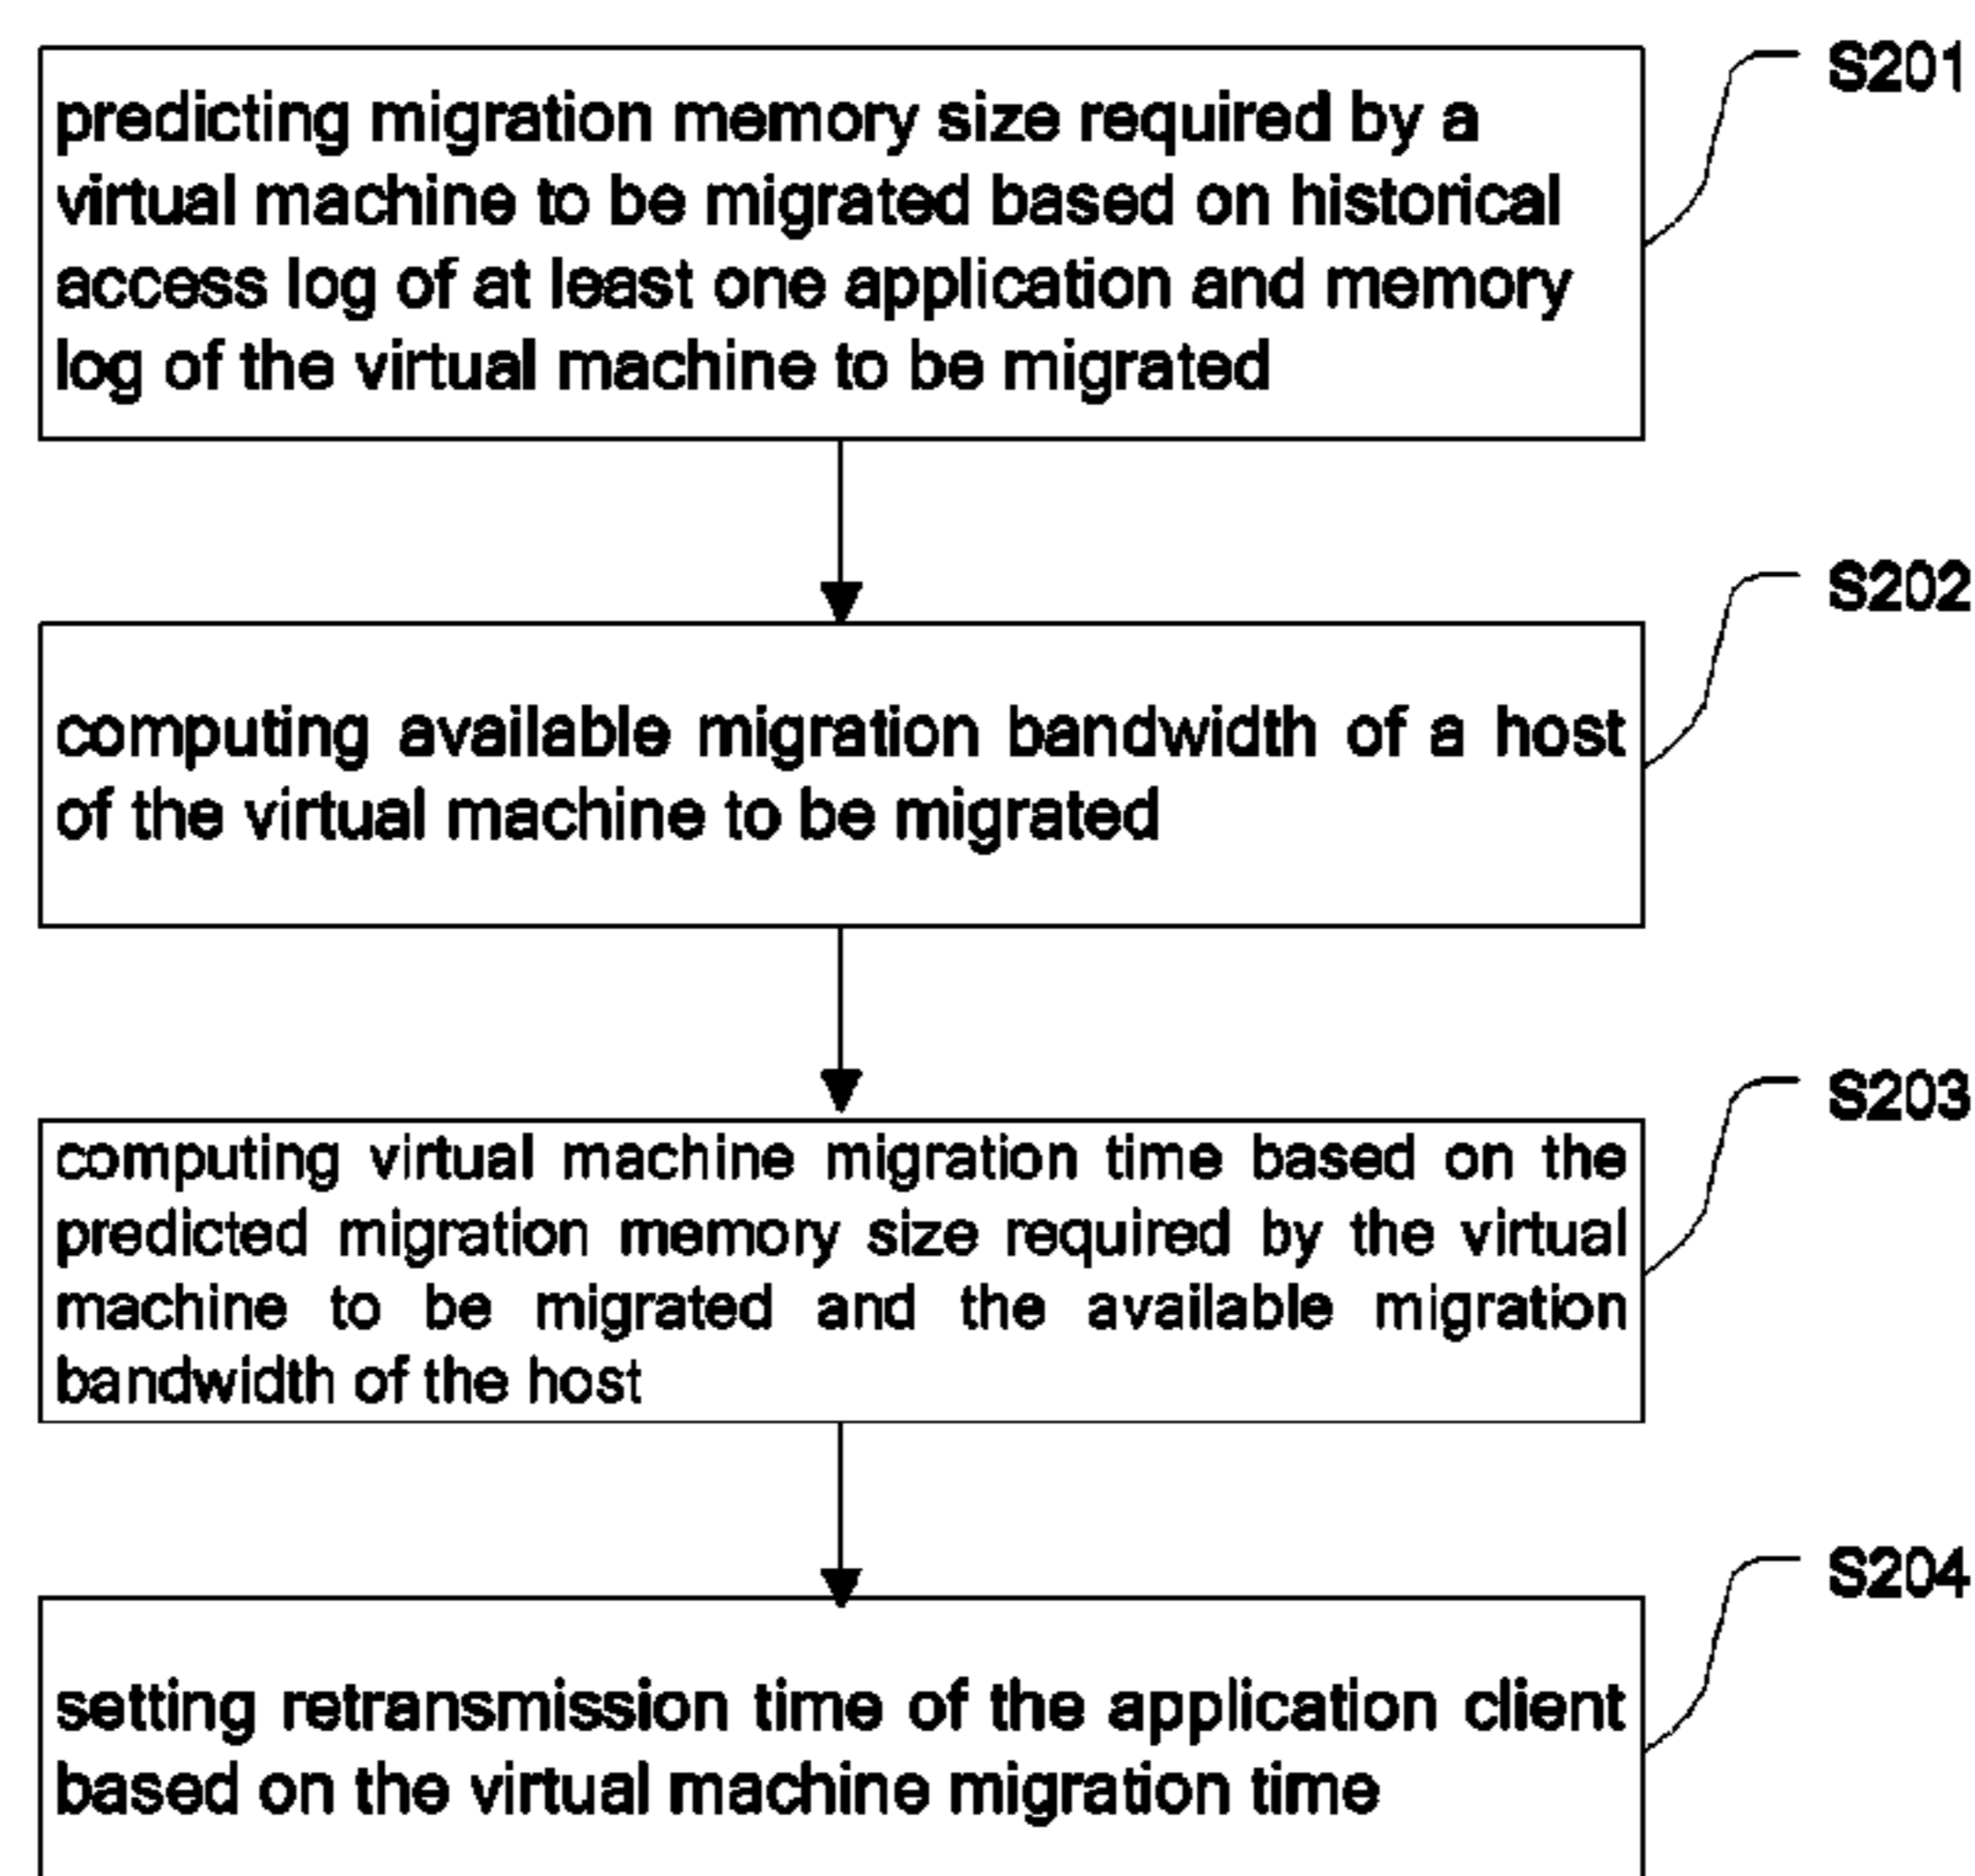 S201
predicting migration memory size required by a
virtual machine to be migrated based on historical
access log of at least one application and memory
log of the virtual machine to be migrated
S202
computing available migration bandwidth of a host
of the virtual machine to be migrated
S203
computing virtual machine migration time based on the
predicted migration memory size required by the virtual
machine to be migrated and the available migration
bandwidth of the host
S204
setting retransmission time of the application client
based on the virtual machine migration time